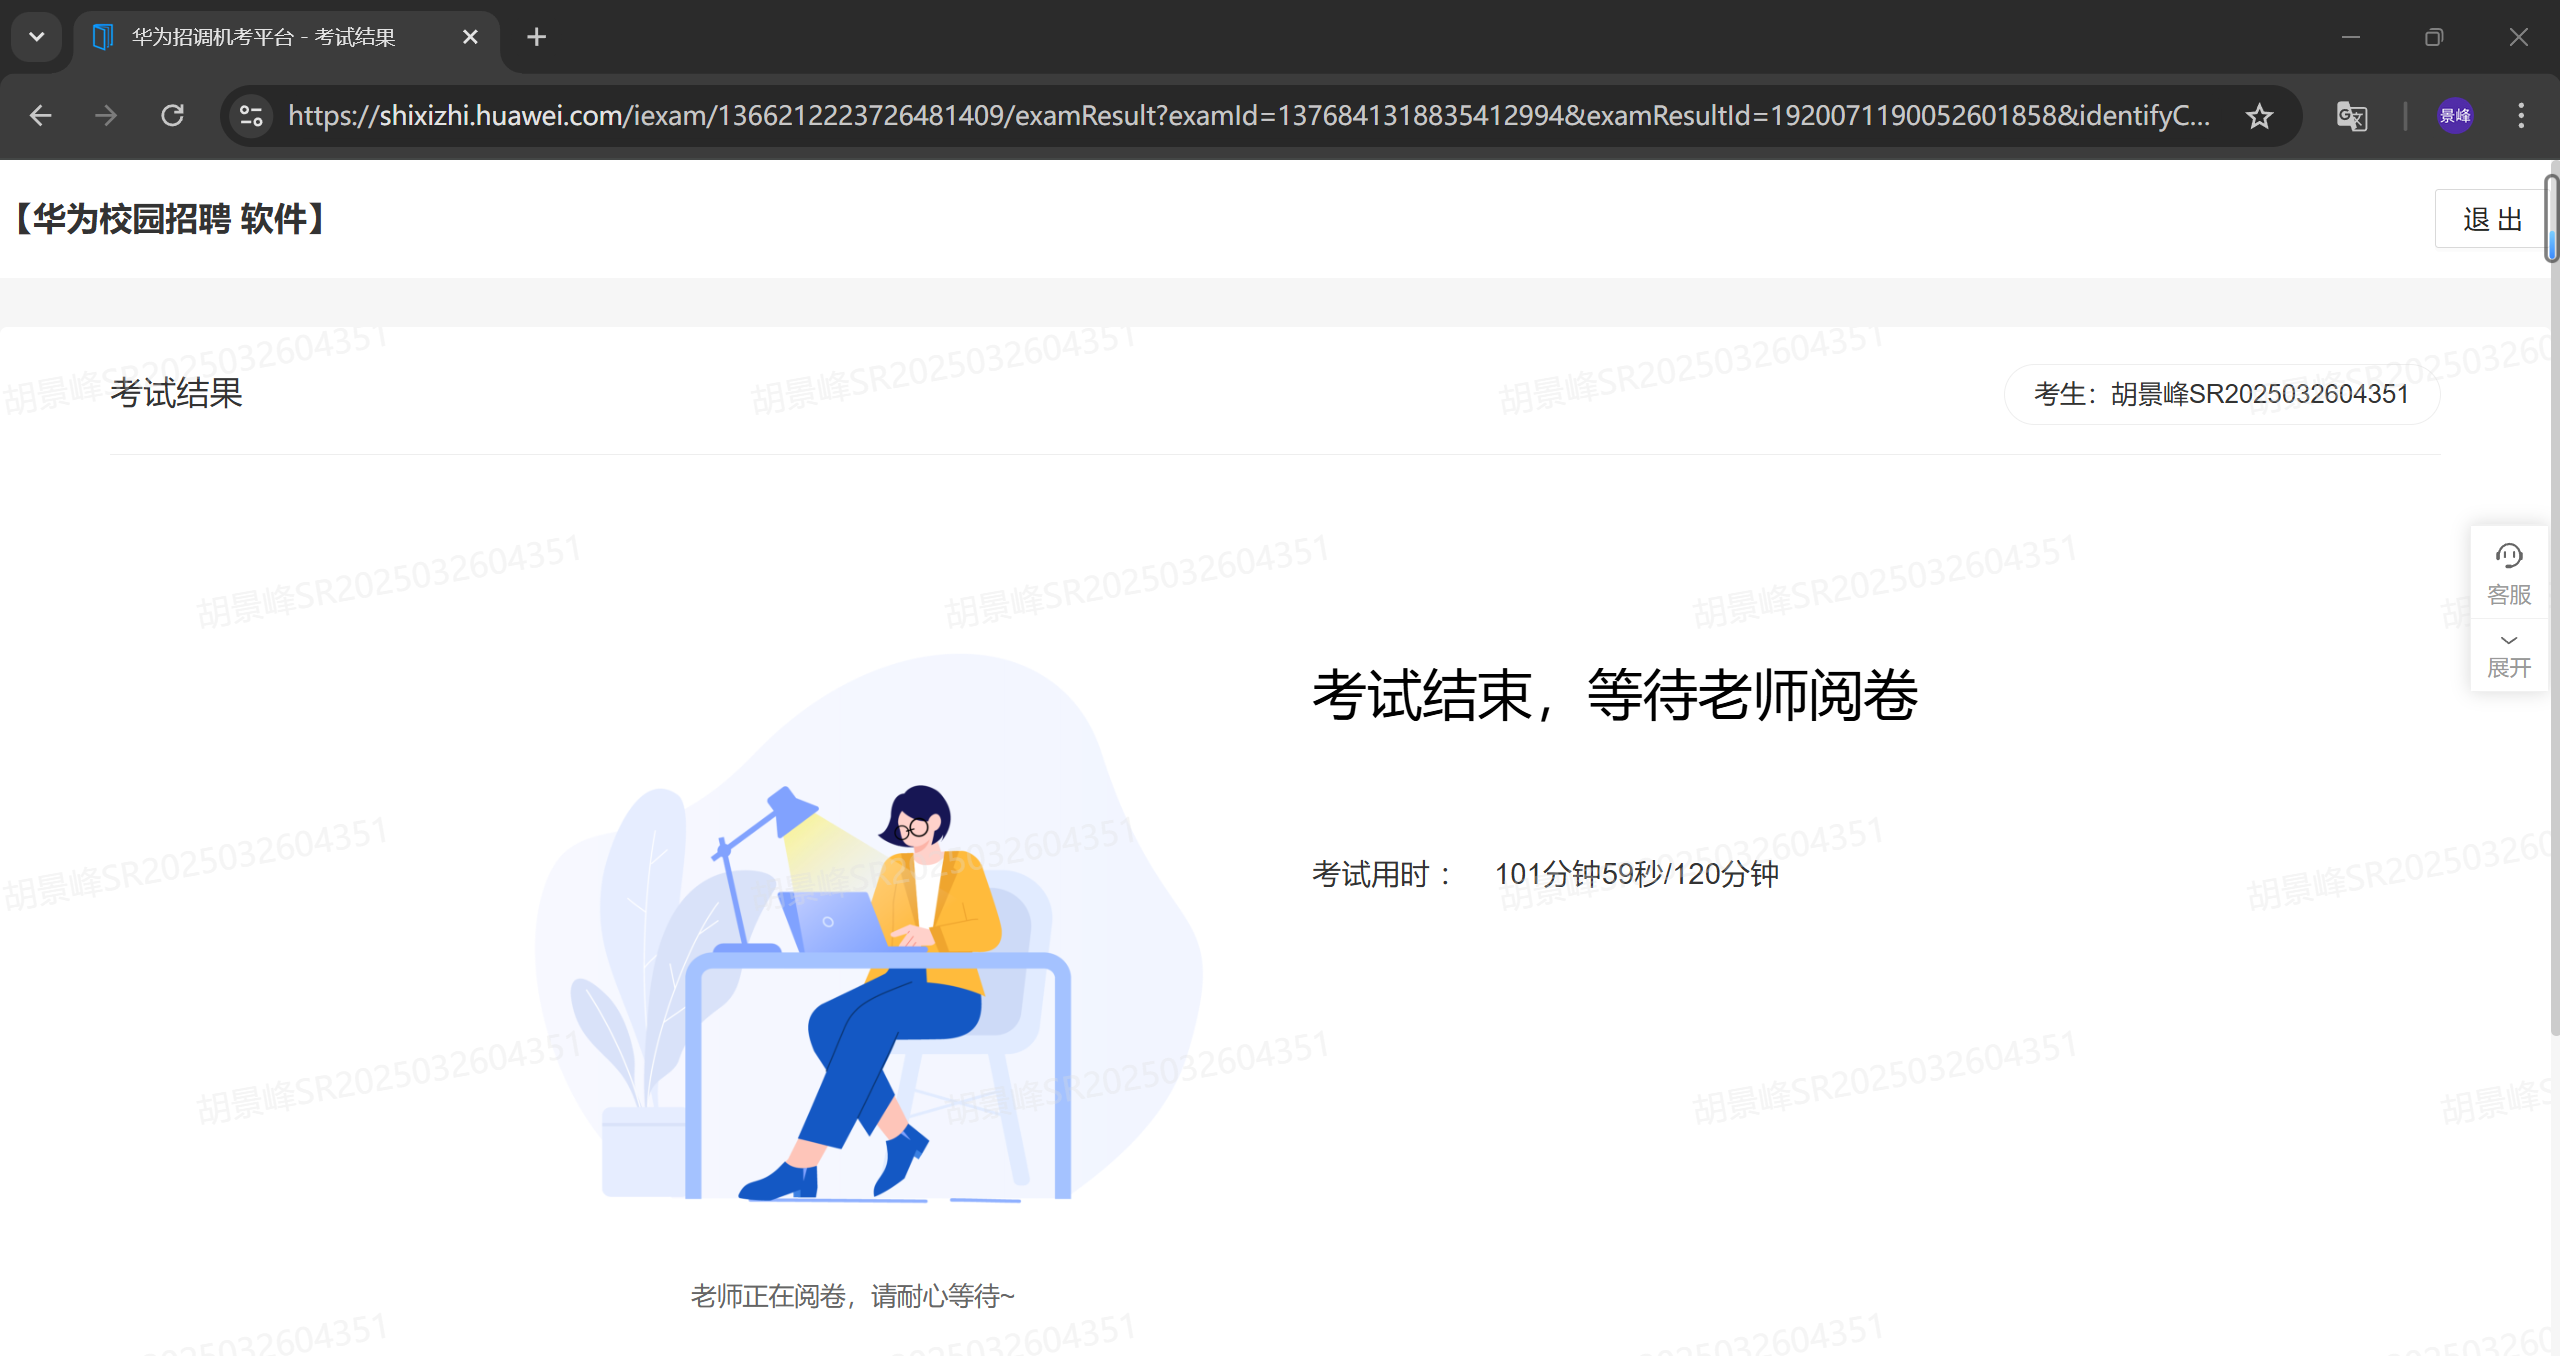 华为招调机考平台 - 考试结果
https://shixizhi.huawei.com/iexam/1366212223726481409/examResult?examId=1376841318835412994&examResultId=1920071190052601858&identifyC...
景峰
【华为校园招聘 软件】
退 出
考试结果
考生：胡景峰SR2025032604351
胡景峰SR2025032604351
客服
展开
考试结束，等待老师阅卷
考试用时 ： 101分钟59秒/120分钟
老师正在阅卷，请耐心等待~